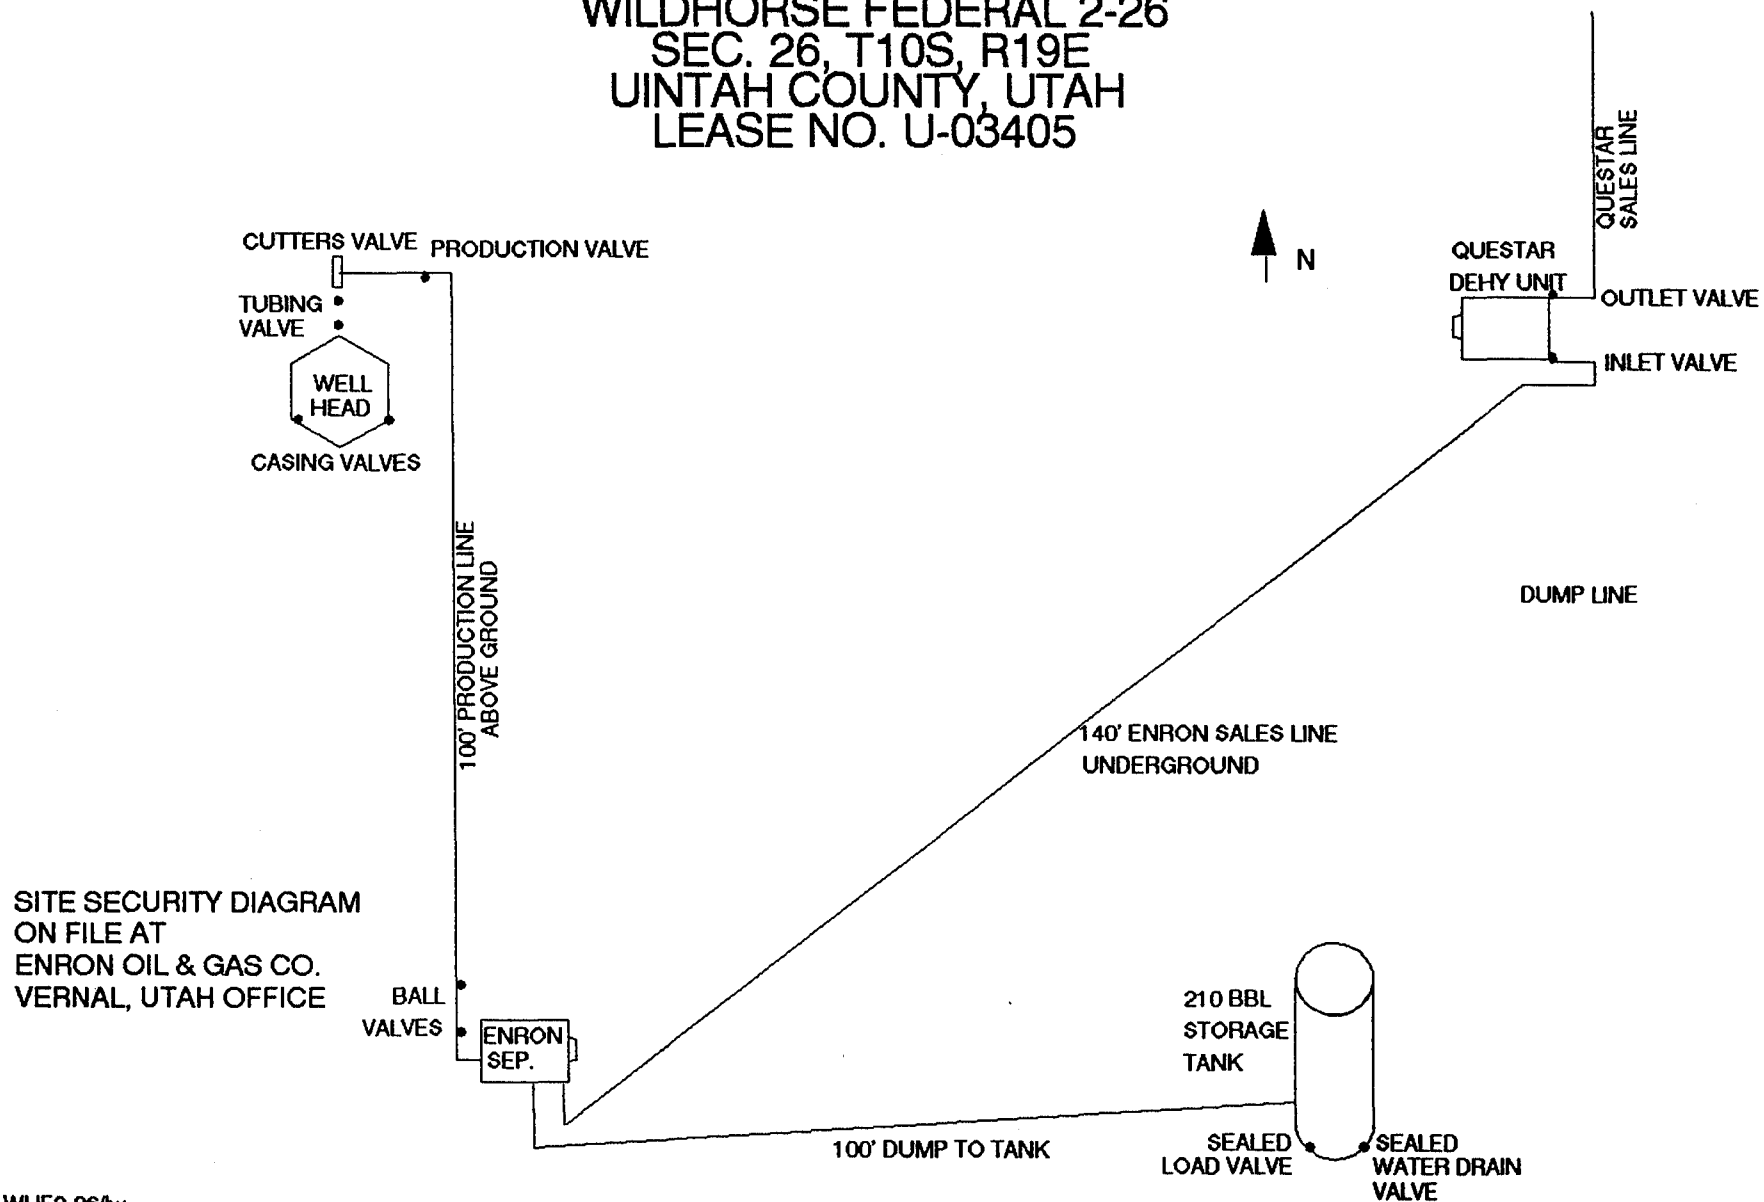 WILDHORSE FEDERAL 2-26
SEC. 26, T10S, R19E
UINTAH COUNTY, UTAH
LEASE NO. U-03405
QUESTAR
SALES LINE
CUTTERS VALVE
PRODUCTION VALVE
N
QUESTAR
DEHY UNIT
OUTLET VALVE
TUBING
VALVE
INLET VALVE
WELL
HEAD
CASING VALVES
100' PRODUCTION LINE
ABOVE GROUND
DUMP LINE
140' ENRON SALES LINE
UNDERGROUND
SITE SECURITY DIAGRAM
ON FILE AT
ENRON OIL & GAS CO.
VERNAL, UTAH OFFICE
BALL
VALVES
ENRON
SEP.
210 BBL
STORAGE
TANK
100' DUMP TO TANK
SEALED
LOAD VALVE
SEALED
WATER DRAIN
VALVE